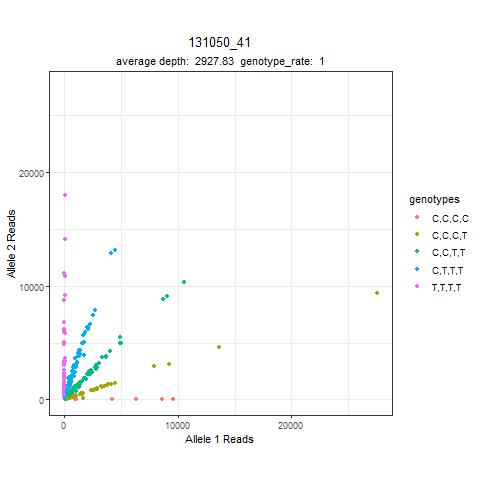 131050_41
average depth: 2927.83 genotype_rate: 1
Allele 2 Reads
20000
10000
0
0
10000
20000
Allele 1 Reads
genotypes
C,C,C,C
C,C,C,T
C,C,T,T
C,T,T,T
T,T,T,T